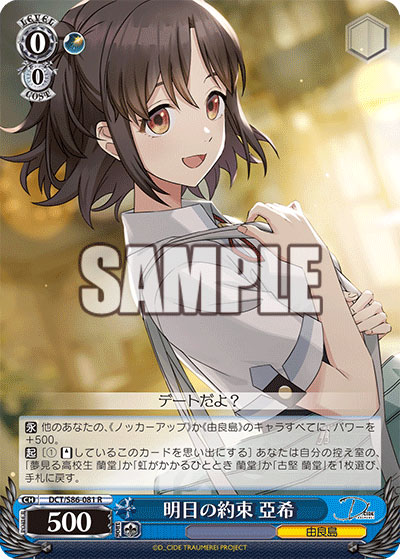 LEVEL
0
0
COST
SAMPLE
デートだよ?
永 他のあなたの、《ノッカーアップ》か《由良島》のキャラすべてに、パワーを
+500。
起 [① しているこのカードを思い出にする] あなたは自分の控え室の、
「夢見る高校生 蘭堂」か「虹がかかるひととき 蘭堂」か「古堅 蘭堂」を1枚選び、
手札に戻す。
CH
DCT/S86-081 R
500
明日の約束 亞希
由良島
©D_CIDE TRAUMEREI PROJECT